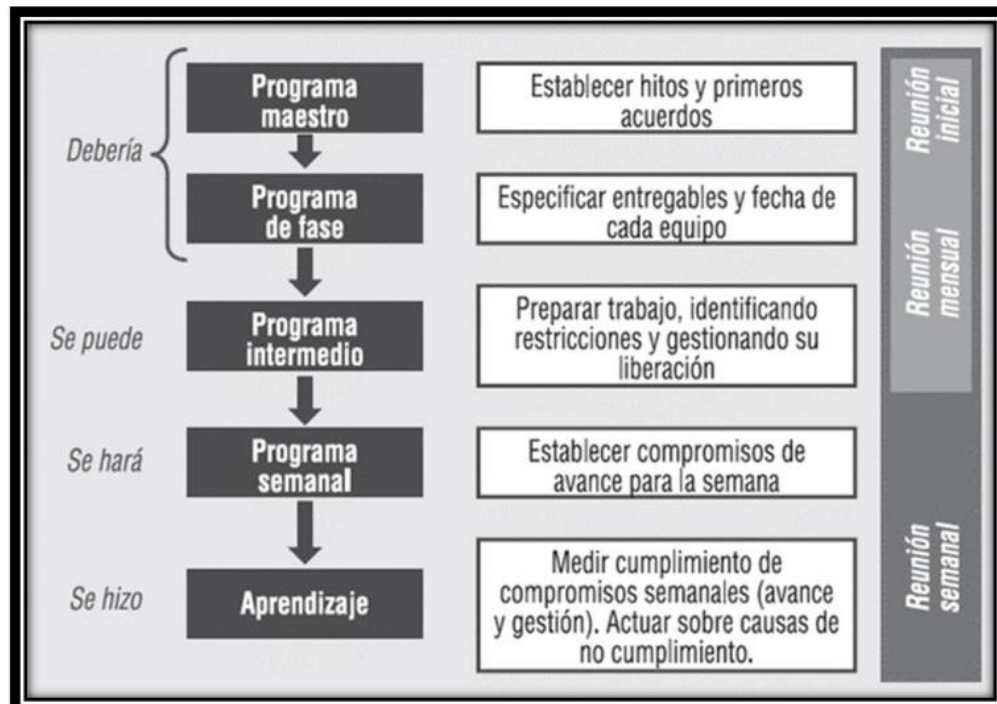 Debería
Programa
maestro
Establecer hitos y primeros
acuerdos
Programa
de fase
Especificar entregables y fecha de
cada equipo
Se puede
Programa
intermedio
Preparar trabajo, identificando
restricciones y gestionando su
liberación
Se hará
Programa
semanal
Establecer compromisos de
avance para la semana
Se hizo
Aprendizaje
Medir cumplimiento de
compromisos semanales (avance
y gestión). Actuar sobre causas de
no cumplimiento.
Reunión
inicial
Reunión
mensual
Reunión
semanal